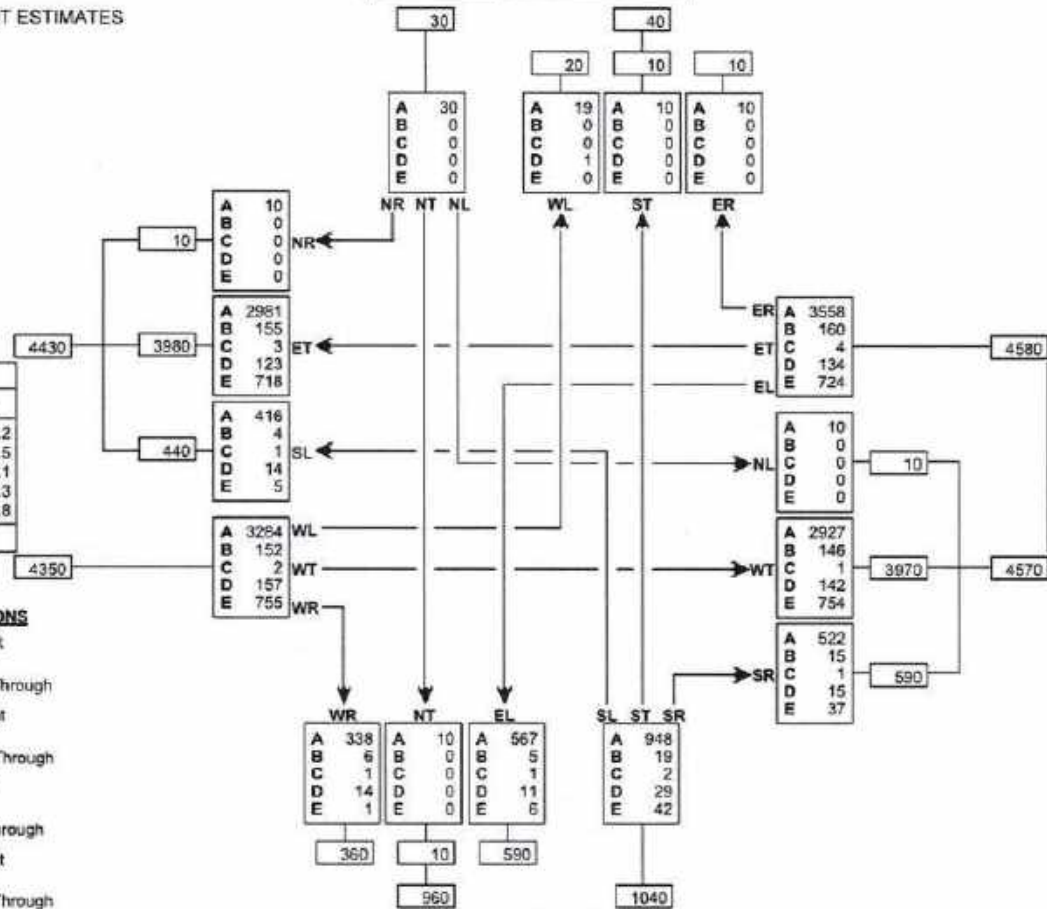 T ESTIMATES
30
40
20
10
10
A 30
B 0
C 0
D 0
E 0
A 19
B 0
C 0
D 1
E 0
A 10
B 0
C 0
D 0
E 0
A 10
B 0
C 0
D 0
E 0
NR NT NL
WL
ST
ER
10
A 10
B 0
C 0
D 0
E 0
NR
4430
3980
A 2981
B 155
C 3
D 123
E 718
ET
ER
ET
EL
A 3558
B 160
C 4
D 134
E 724
4580
.2
.5
.1
.3
.8
440
A 416
B 4
C 1
D 14
E 5
SL
NL
A 10
B 0
C 0
D 0
E 0
10
4350
A 3284
B 152
C 2
D 157
E 755
WL
WT
WR
WT
A 2927
B 146
C 1
D 142
E 754
3970
4570
SR
A 522
B 15
C 1
D 15
E 37
590
ONS
t
hrough
t
Through
rough
t
Through
WR
NT
EL
SL ST SR
A 338
B 6
C 1
D 14
E 1
A 10
B 0
C 0
D 0
E 0
A 567
B 5
C 1
D 11
E 6
A 948
B 19
C 2
D 29
E 42
360
10
590
960
1040